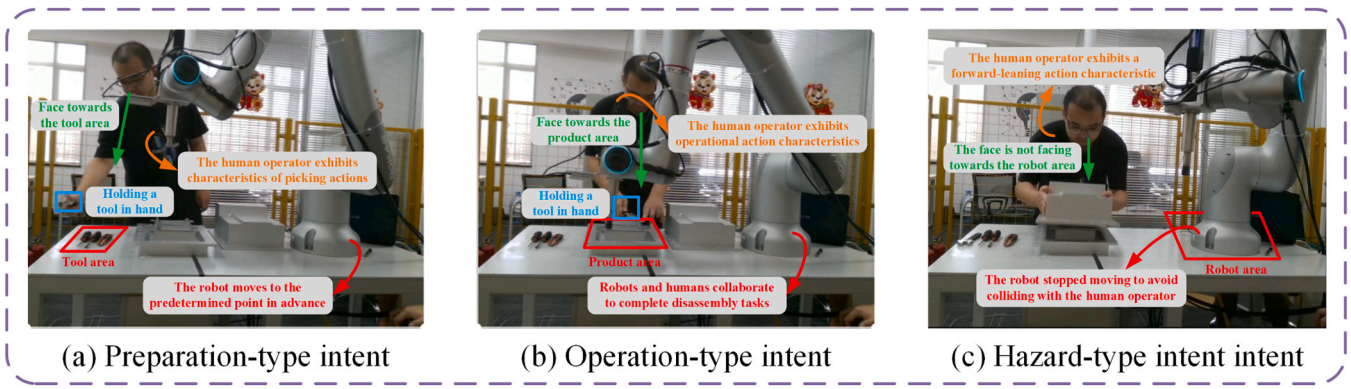 Face towards
the tool area
The human operator exhibits
characteristics of picking actions
Holding a
tool in hand
Tool area
The robot moves to the
predetermined point in advance
(a) Preparation-type intent
Face towards the
product area
The human operator exhibits
operational action characteristics
Holding a
tool in hand
Product area
Robots and humans collaborate
to complete disassembly tasks
(b) Operation-type intent
The human operator exhibits a
forward-leaning action characteristic
The face is not facing
towards the robot area
Robot area
The robot stopped moving to avoid
colliding with the human operator
(c) Hazard-type intent intent